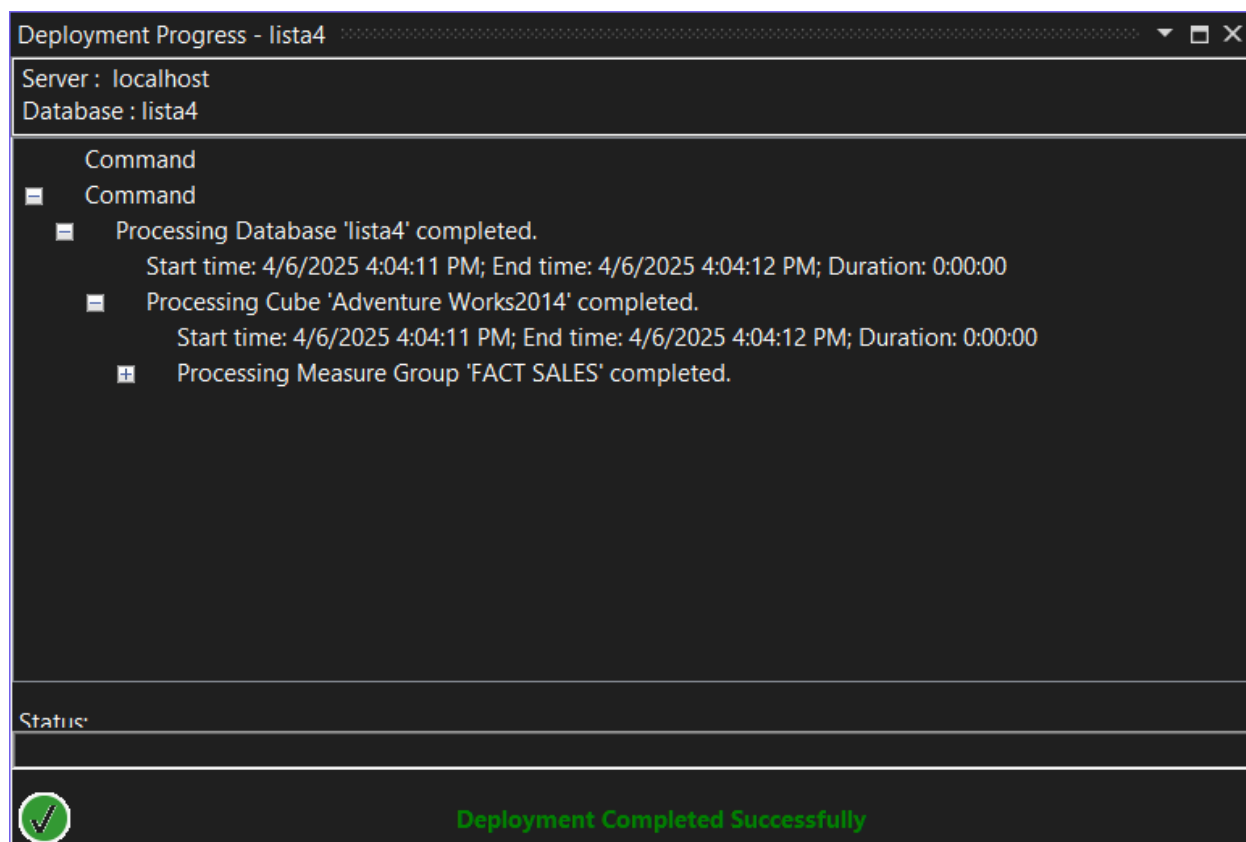 Deployment Progress - lista4
Server : localhost
Database : lista4
Command
Command
Processing Database 'lista4' completed.
Start time: 4/6/2025 4:04:11 PM; End time: 4/6/2025 4:04:12 PM; Duration: 0:00:00
Processing Cube 'Adventure Works2014' completed.
Start time: 4/6/2025 4:04:11 PM; End time: 4/6/2025 4:04:12 PM; Duration: 0:00:00
Processing Measure Group 'FACT SALES' completed.
Status:
Deployment Completed Successfully